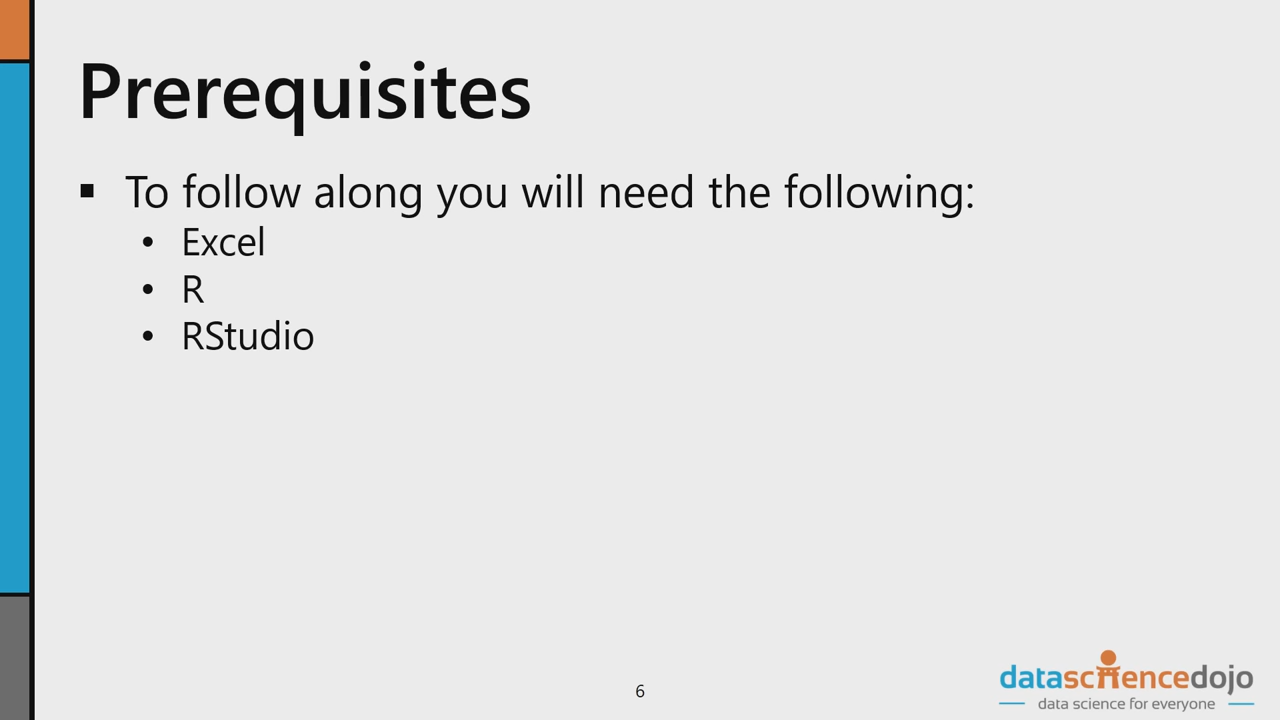 Prerequisites
▪ To follow along you will need the following:
• Excel
• R
• RStudio
6
datasciencedojo
data science for everyone